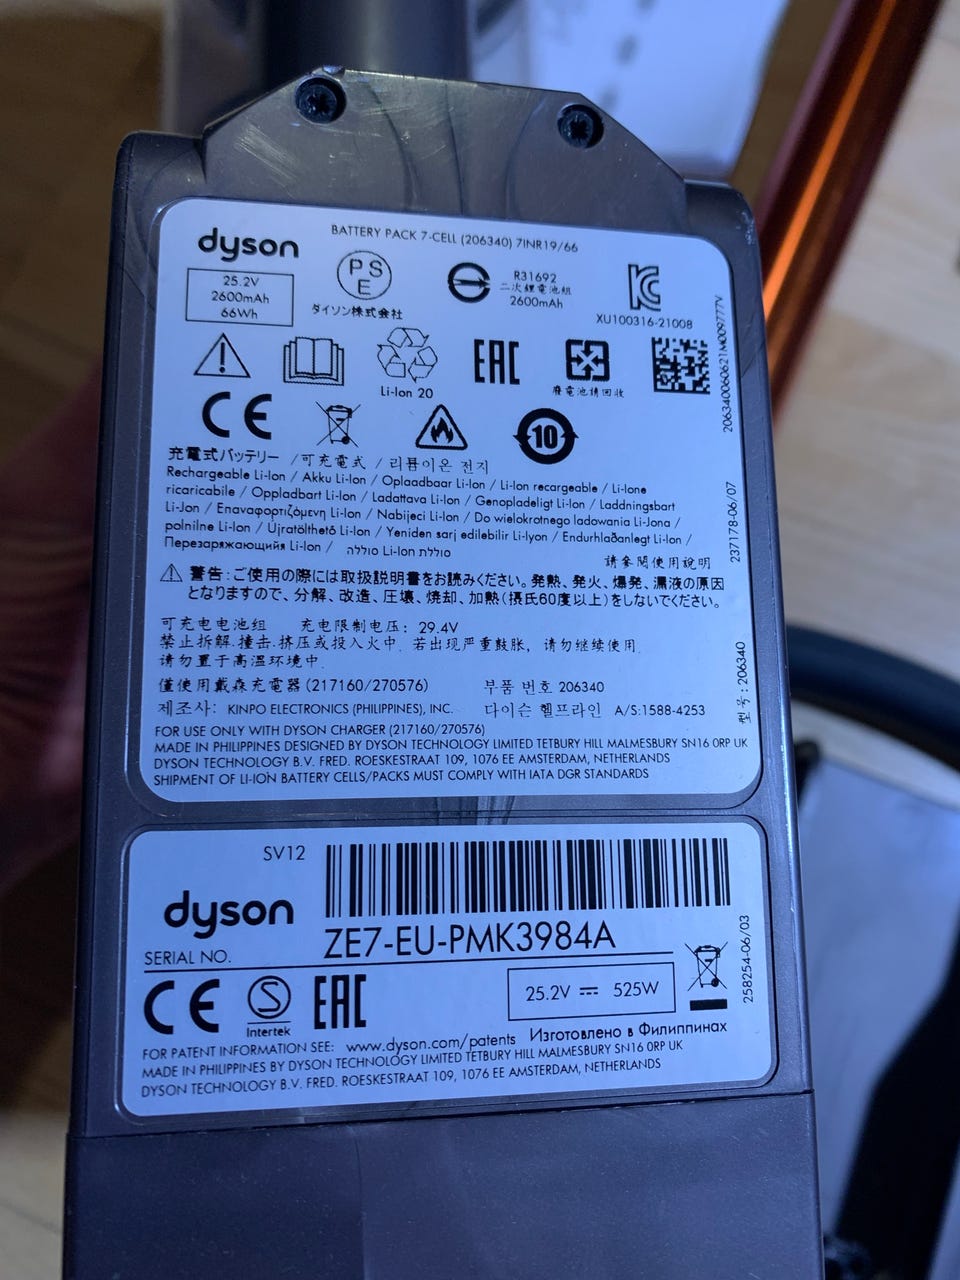 dyson
BATTERY PACK 7-CELL (206340) 7INR19/66
25.2V
2600mAh
66Wh
PSE
ダイソン株式会社
R31692
二次鋰電池組
2600mAh
XU100316-21008
Li-Ion 20
EAC
廢電池請回收
206340060621M009777V
CE
10
充電式バッテリー /可充電式 / 리튬이온 전지
Rechargeable Li-Ion / Akku Li-Ion / Oplaadbaar Li-Ion / Li-Ion recargeable / Li-Ione
ricaricabile / Oppladbart Li-Ion / Ladattava Li-Ion / Genopladeligt Li-Ion / Laddningsbart
Li-Jon / Επαναφορτιζόμενη Li-Ion / Nabíjecí Li-Ion / Do wielokrotnego ładowania Li-Jona /
polnilne Li-Ion / Újratölthető Li-Ion / Yeniden sarj edilebilir Li-Iyon / Endurhlaðanlegt Li-Ion /
Перезаряжающийя Li-Ion / סוללת Li-Ion סוללה
237178-06/07
請參閱使用說明
警告:ご使用の際には取扱説明書をお読みください。発熱、発火、爆発、漏液の原因
となりますので、分解、改造、圧壊、焼却、加熱(摂氏60度以上)をしないでください。
可充电电池组 充电限制电压: 29.4V
禁止拆解.撞击.挤压或投入火中. 若出现严重鼓胀, 请勿继续使用.
请勿置于高温环境中.
僅使用戴森充電器 (217160/270576) 부품 번호 206340
제조사: KINPO ELECTRONICS (PHILIPPINES), INC. 다이슨 헬프라인 A/S:1588-4253
型号: 206340
FOR USE ONLY WITH DYSON CHARGER (217160/270576)
MADE IN PHILIPPINES DESIGNED BY DYSON TECHNOLOGY LIMITED TETBURY HILL MALMESBURY SN16 0RP UK
DYSON TECHNOLOGY B.V. FRED. ROESKESTRAAT 109, 1076 EE AMSTERDAM, NETHERLANDS
SHIPMENT OF LI-ION BATTERY CELLS/PACKS MUST COMPLY WITH IATA DGR STANDARDS
SV12
dyson
SERIAL NO. ZE7-EU-PMK3984A
CE
S
Intertek
EAC
25.2V ⎓ 525W
258254-06/03
FOR PATENT INFORMATION SEE: www.dyson.com/patents Изготовлено в Филиппинах
MADE IN PHILIPPINES BY DYSON TECHNOLOGY LIMITED TETBURY HILL MALMESBURY SN16 0RP UK
DYSON TECHNOLOGY B.V. FRED. ROESKESTRAAT 109, 1076 EE AMSTERDAM, NETHERLANDS